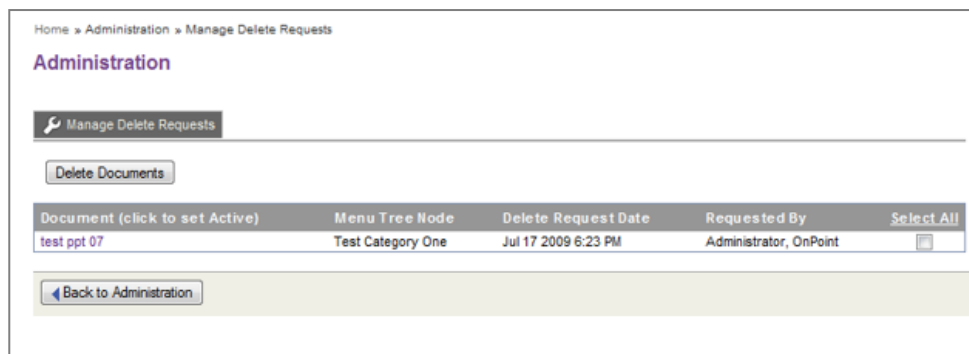 Home » Administration » Manage Delete Requests
Administration
Manage Delete Requests
Delete Documents
Document (click to set Active) Menu Tree Node Delete Request Date Requested By Select All
test ppt 07 Test Category One Jul 17 2009 6:23 PM Administrator, OnPoint
Back to Administration